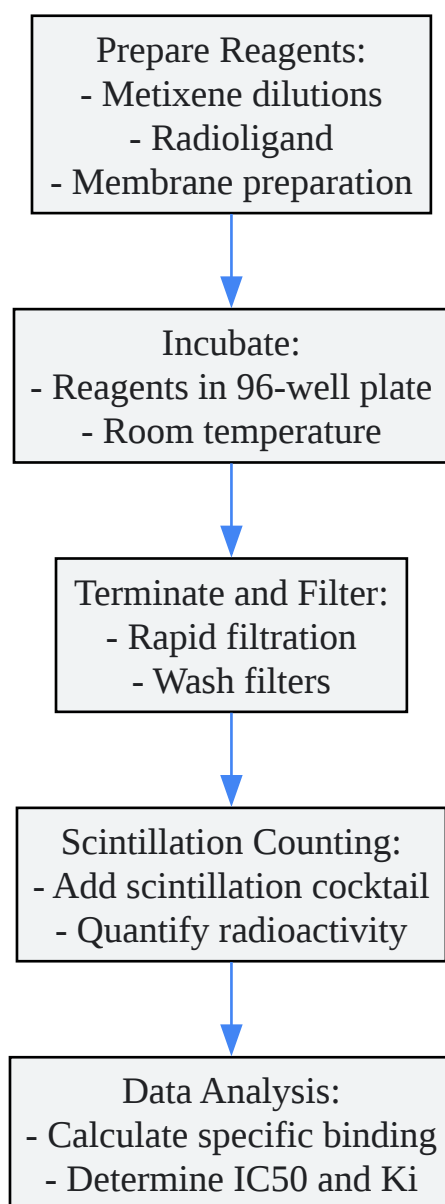 Prepare Reagents:
- Metixene dilutions
- Radioligand
- Membrane preparation
Incubate:
- Reagents in 96-well plate
- Room temperature
Terminate and Filter:
- Rapid filtration
- Wash filters
Scintillation Counting:
- Add scintillation cocktail
- Quantify radioactivity
Data Analysis:
- Calculate specific binding
- Determine IC50 and Ki